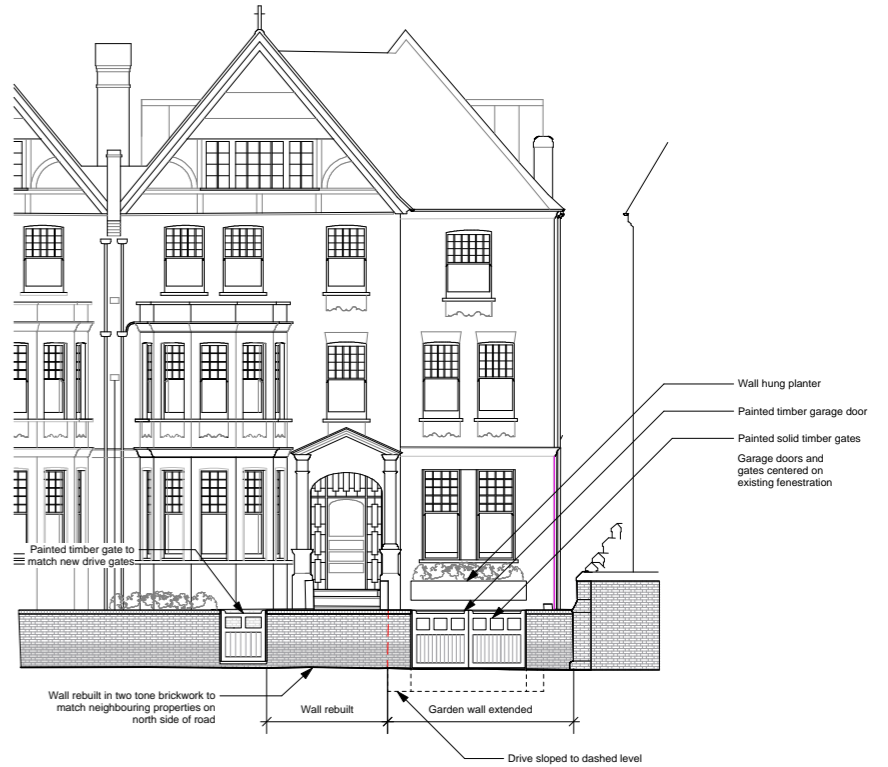 Wall hung planter
Painted timber garage door
Painted solid timber gates
Garage doors and
gates centered on
existing fenestration
Painted timber gate to
match new drive gates
Wall rebuilt in two tone brickwork to
match neighbouring properties on
north side of road
Wall rebuilt
Garden wall extended
Drive sloped to dashed level